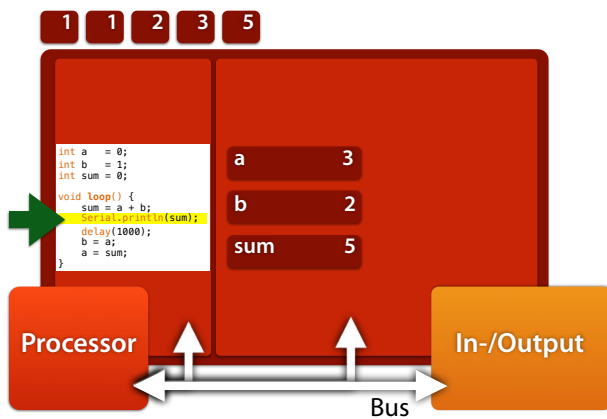 1 1 2 3 5
int a   = 0;
int b   = 1;
int sum = 0;
void loop() {
    sum = a + b;
    Serial.println(sum);
    delay(1000);
    b = a;
    a = sum;
}
a 3
b 2
sum 5
Processor
In-/Output
Bus